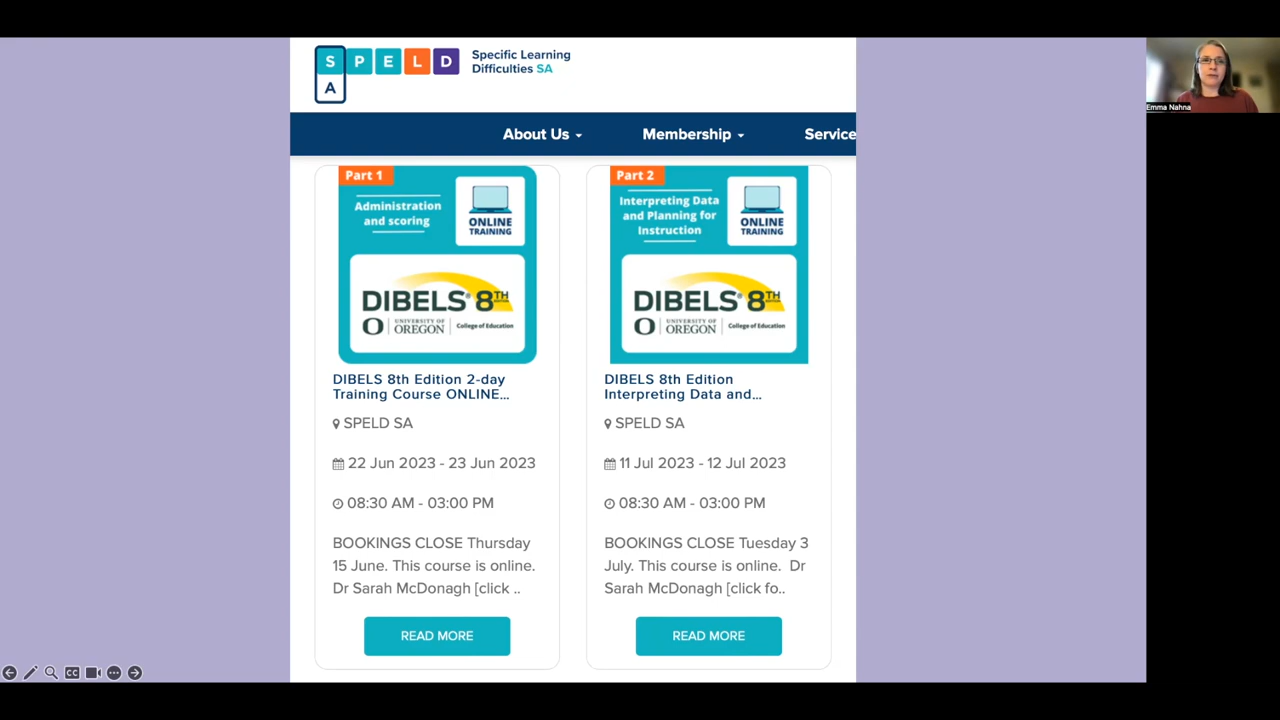 S P E L D
A
Specific Learning
Difficulties SA
Emma Nahna
About Us
Membership
Service
Part 1
Administration
and scoring
ONLINE
TRAINING
DIBELS® 8TH
EDITION
O UNIVERSITY OF
OREGON
College of Education
DIBELS 8th Edition 2-day
Training Course ONLINE...
SPELD SA
22 Jun 2023 - 23 Jun 2023
08:30 AM - 03:00 PM
BOOKINGS CLOSE Thursday
15 June. This course is online.
Dr Sarah McDonagh [click ..
READ MORE
Part 2
Interpreting Data
and Planning for
Instruction
ONLINE
TRAINING
DIBELS® 8TH
EDITION
O UNIVERSITY OF
OREGON
College of Education
DIBELS 8th Edition
Interpreting Data and...
SPELD SA
11 Jul 2023 - 12 Jul 2023
08:30 AM - 03:00 PM
BOOKINGS CLOSE Tuesday 3
July. This course is online. Dr
Sarah McDonagh [click fo..
READ MORE
CC